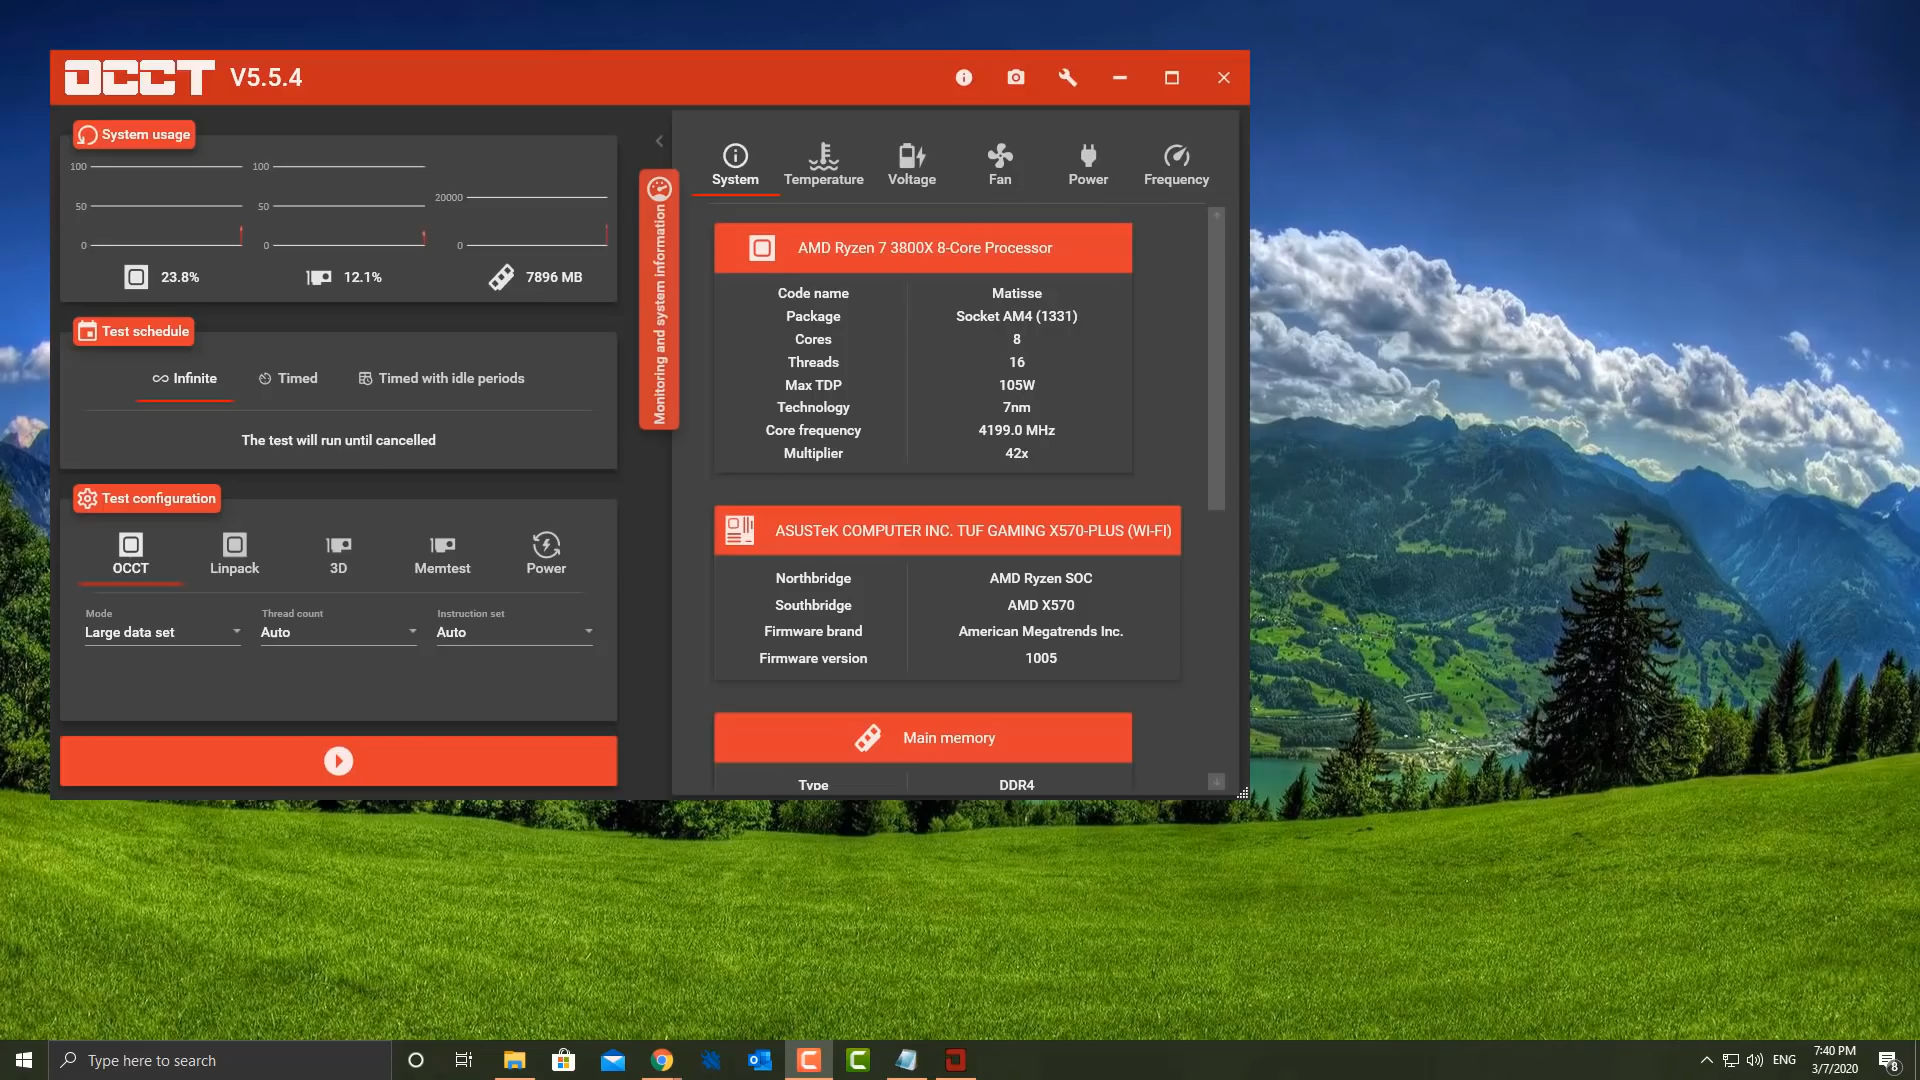 OCCT V5.5.4
System usage
100
50
0
100
50
0
20000
0
23.8%
12.1%
7896 MB
Test schedule
Infinite
Timed
Timed with idle periods
The test will run until cancelled
Test configuration
OCCT
Linpack
3D
Memtest
Power
Mode
Large data set
Thread count
Auto
Instruction set
Auto
Monitoring and system information
System
Temperature
Voltage
Fan
Power
Frequency
AMD Ryzen 7 3800X 8-Core Processor
Code name Matisse
Package Socket AM4 (1331)
Cores 8
Threads 16
Max TDP 105W
Technology 7nm
Core frequency 4199.0 MHz
Multiplier 42x
ASUSTeK COMPUTER INC. TUF GAMING X570-PLUS (WI-FI)
Northbridge AMD Ryzen SOC
Southbridge AMD X570
Firmware brand American Megatrends Inc.
Firmware version 1005
Main memory
Type DDR4
Type here to search
ENG
7:40 PM
3/7/2020
8